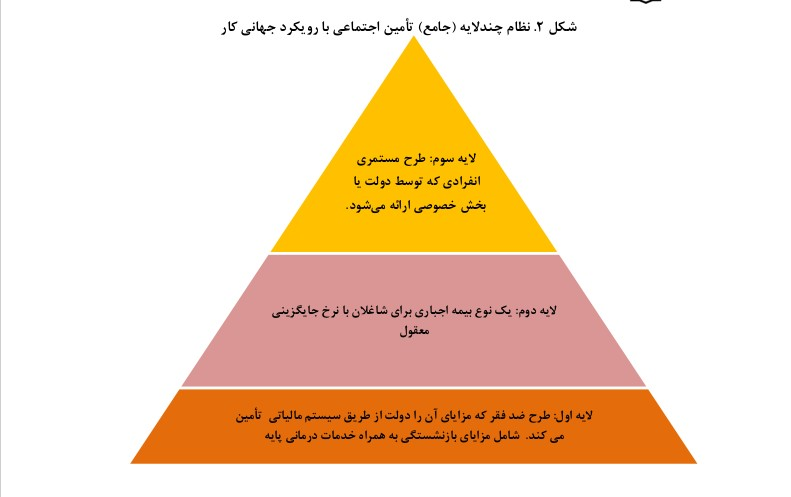 شکل ۲. نظام چندلایه (جامع) تأمین اجتماعی با رویکرد جهانی کار
لایه سوم: طرح مستمری
انفرادی که توسط دولت یا
بخش خصوصی ارائه می‌شود.
لایه دوم: یک نوع بیمه اجباری برای شاغلان با نرخ جایگزینی
معقول
لایه اول: طرح ضد فقر که مزایای آن را دولت از طریق سیستم مالیاتی تأمین
می کند. شامل مزایای بازنشستگی به همراه خدمات درمانی پایه